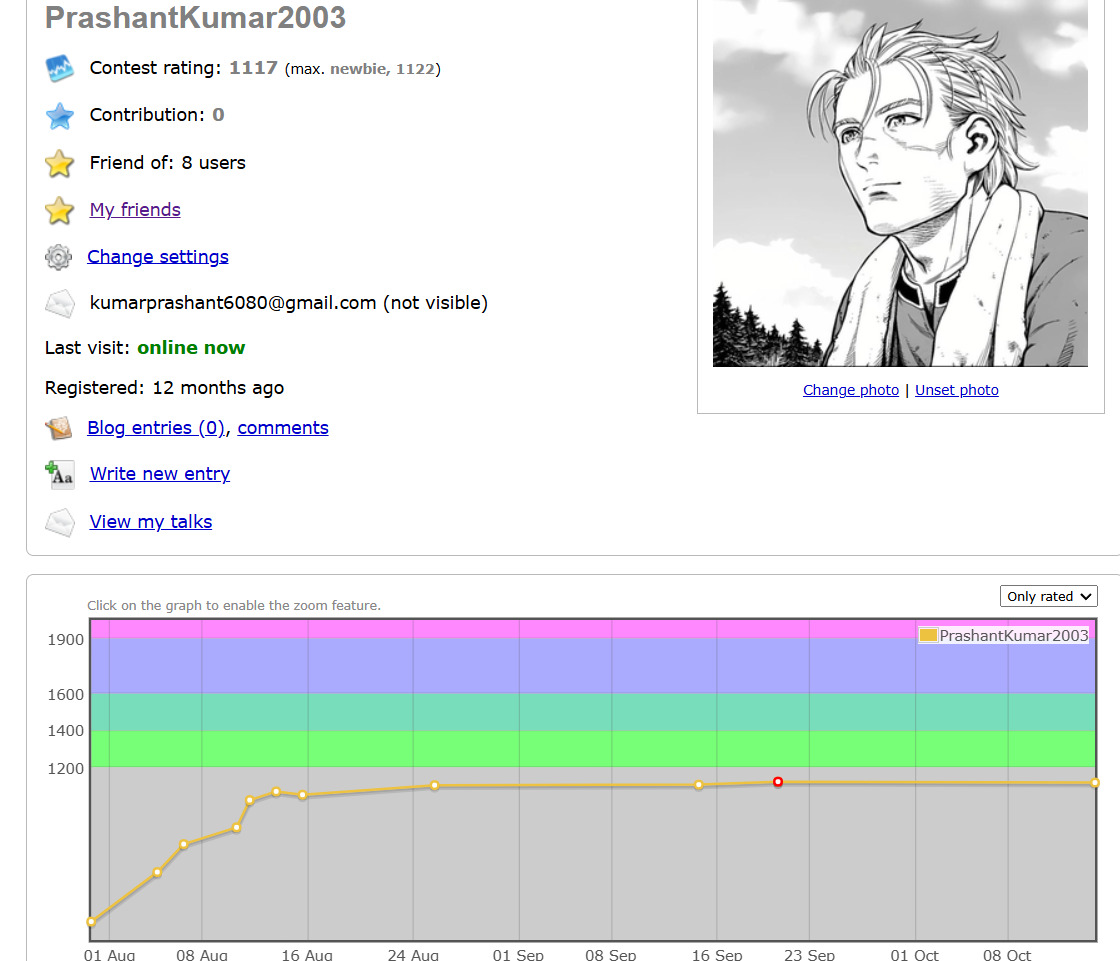 PrashantKumar2003
Contest rating: 1117 (max. newbie, 1122)
Contribution: 0
Friend of: 8 users
My friends
Change settings
kumarprashant6080@gmail.com (not visible)
Last visit: online now
Registered: 12 months ago
Blog entries (0), comments
Aa Write new entry
View my talks
Change photo | Unset photo
Click on the graph to enable the zoom feature.
Only rated
PrashantKumar2003
1900
1600
1400
1200
01 Aug 08 Aug 16 Aug 24 Aug 01 Sep 08 Sep 16 Sep 23 Sep 01 Oct 08 Oct